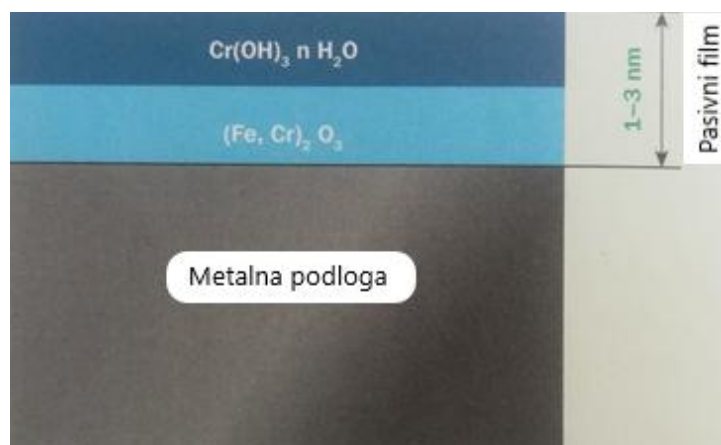 Cr(OH)₃ n H₂O
(Fe, Cr)₂ O₃
1–3 nm
Pasivni film
Metalna podloga